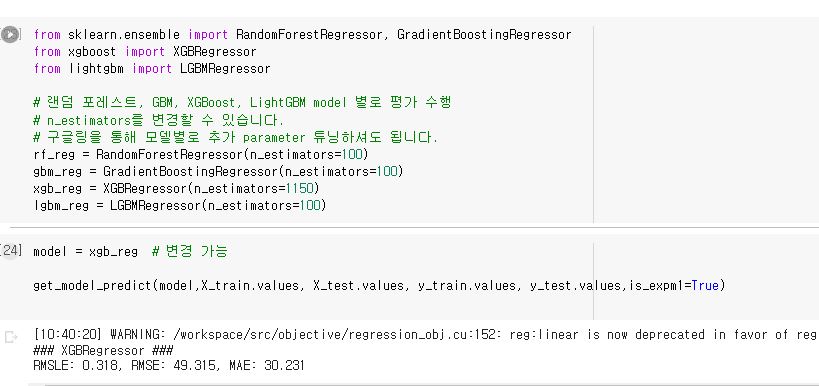 from sklearn.ensemble import RandomForestRegressor, GradientBoostingRegressor
from xgboost import XGBRegressor
from lightgbm import LGBMRegressor
# 랜덤 포레스트, GBM, XGBoost, LightGBM model 별로 평가 수행
# n_estimators를 변경할 수 있습니다.
# 구글링을 통해 모델별로 추가 parameter 튜닝하셔도 됩니다.
rf_reg = RandomForestRegressor(n_estimators=100)
gbm_reg = GradientBoostingRegressor(n_estimators=100)
xgb_reg = XGBRegressor(n_estimators=1150)
lgbm_reg = LGBMRegressor(n_estimators=100)
[24] model = xgb_reg # 변경 가능
get_model_predict(model,X_train.values, X_test.values, y_train.values, y_test.values,is_expm1=True)
[10:40:20] WARNING: /workspace/src/objective/regression_obj.cu:152: reg:linear is now deprecated in favor of reg
### XGBRegressor ###
RMSLE: 0.318, RMSE: 49.315, MAE: 30.231